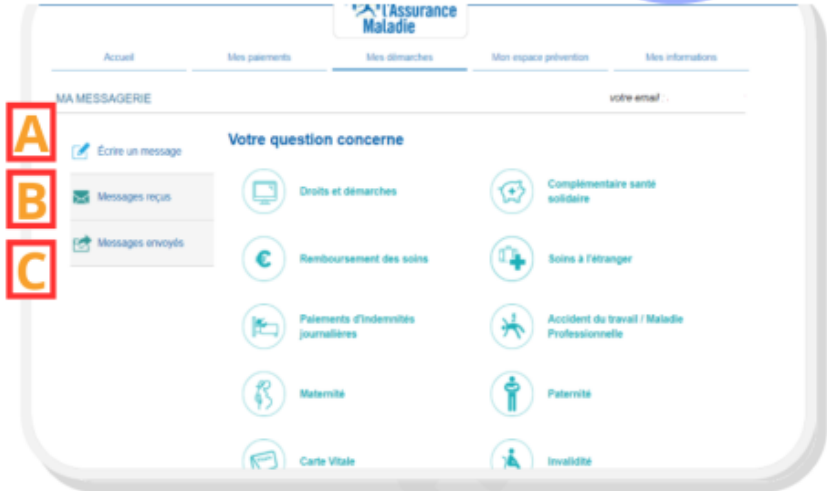 l'Assurance
Maladie
Accueil Mes paiements Mes démarches Mon espace prévention Mes informations
MA MESSAGERIE votre email :
A Écrire un message
B Messages reçus
C Messages envoyés
Votre question concerne
Droits et démarches
Complémentaire santé
solidaire
Remboursement des soins
Soins à l'étranger
Paiements d'Indemnités
journalières
Accident du travail / Maladie
Professionnelle
Maternité
Paternité
Carte Vitale
Invalidité